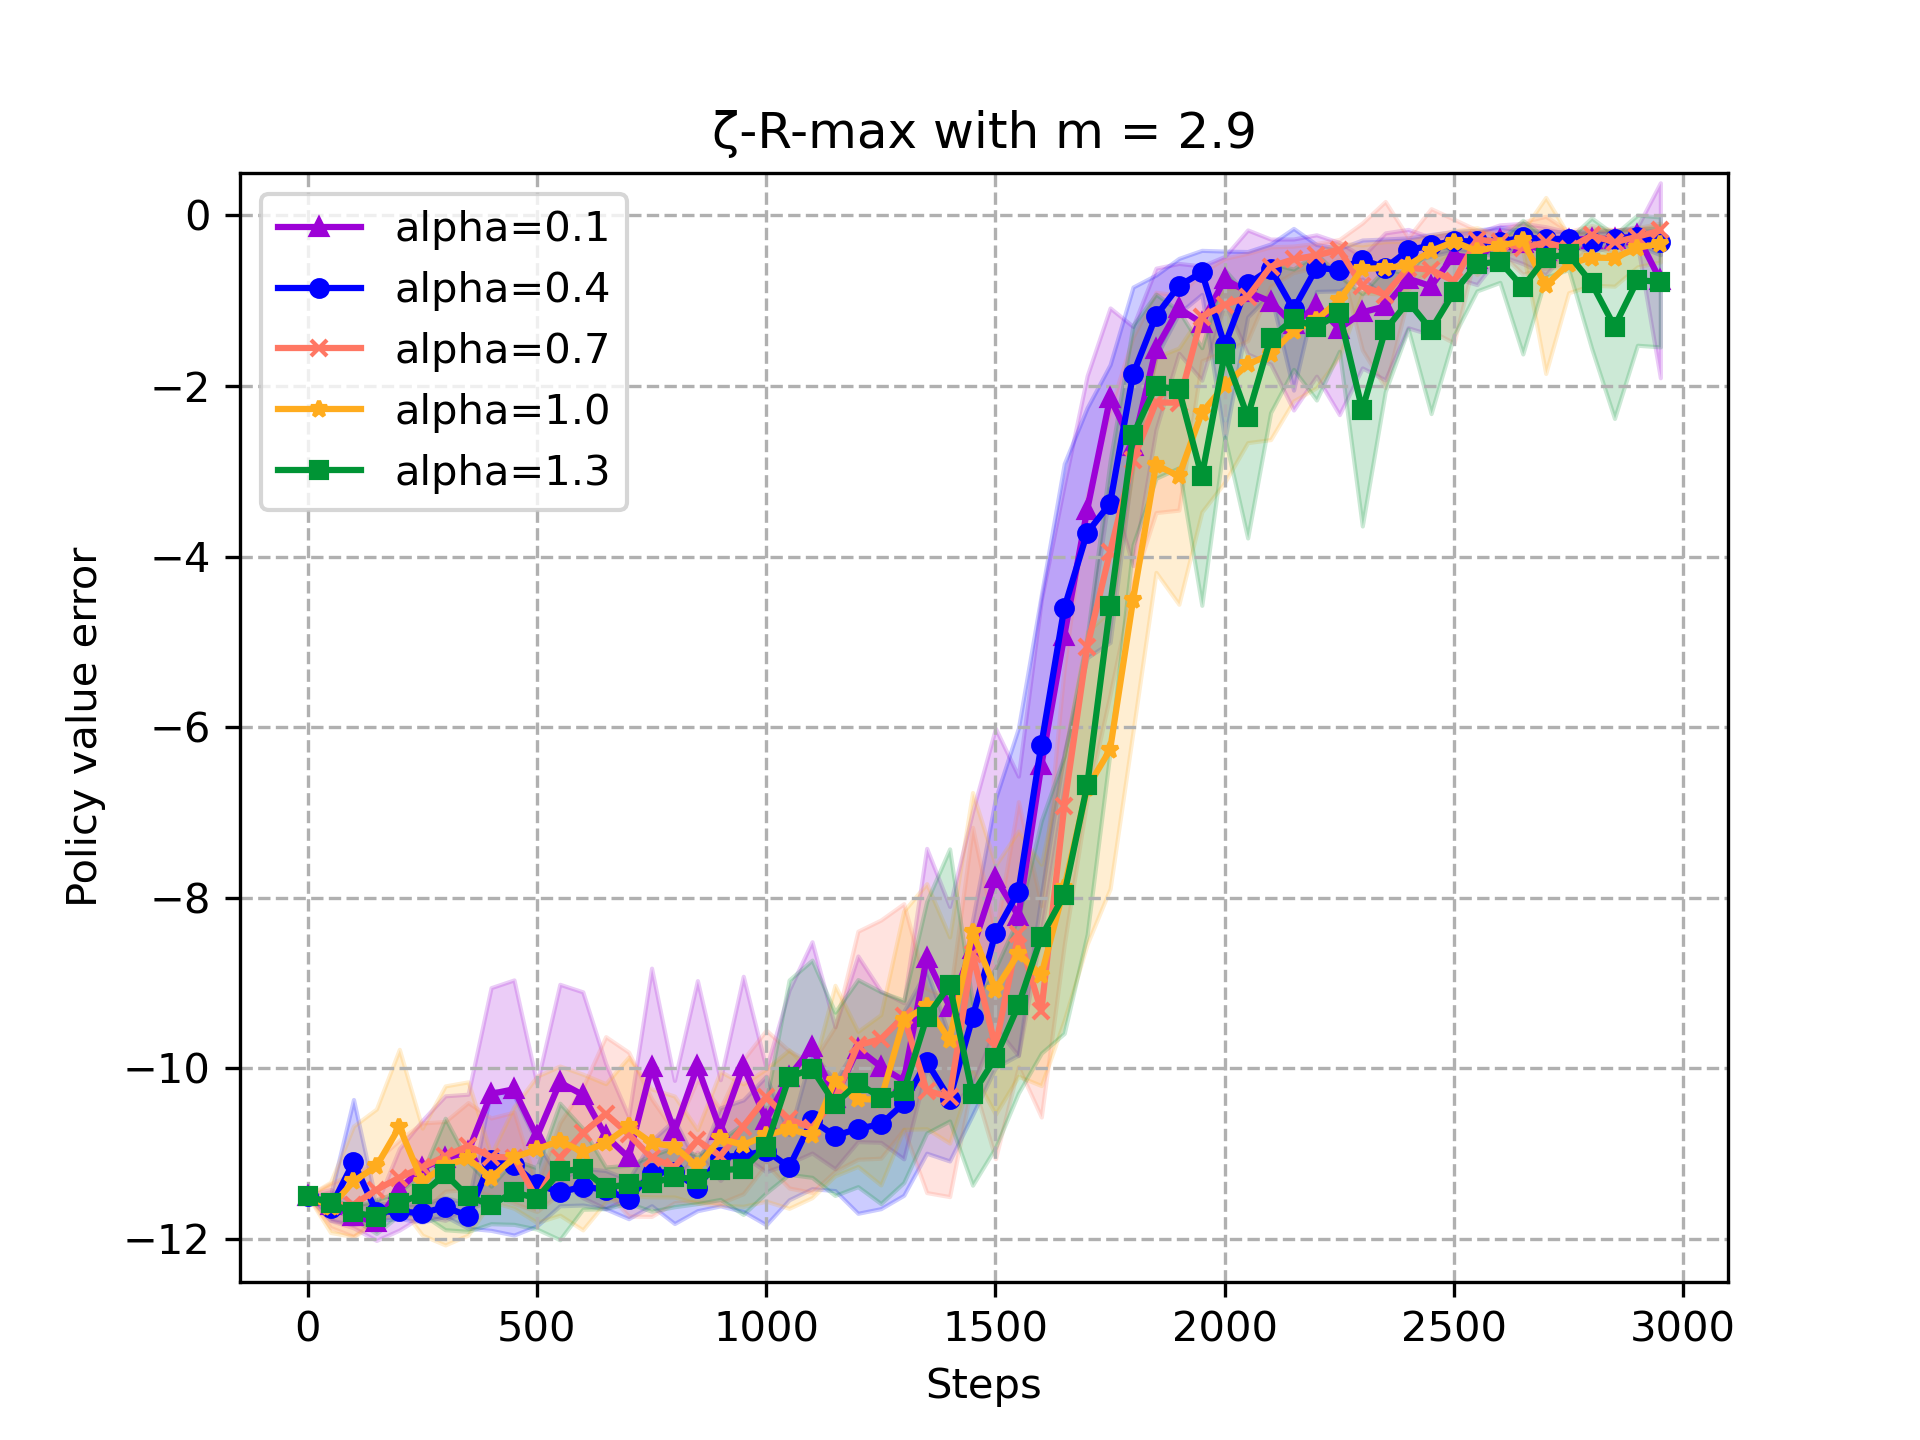 ζ-R-max with m = 2.9
alpha=0.1
alpha=0.4
alpha=0.7
alpha=1.0
alpha=1.3
Policy value error
0
−2
−4
−6
−8
−10
−12
0 500 1000 1500 2000 2500 3000
Steps